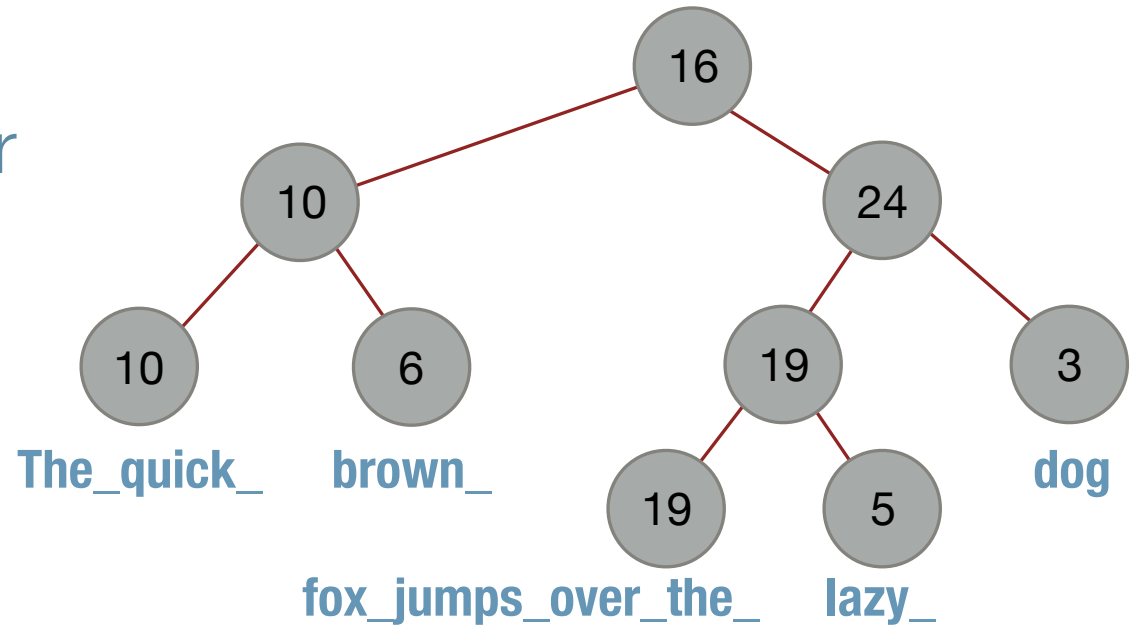 16
r
10 24
10 6 19 3
The_quick_ brown_ dog
19 5
fox_jumps_over_the_ lazy_